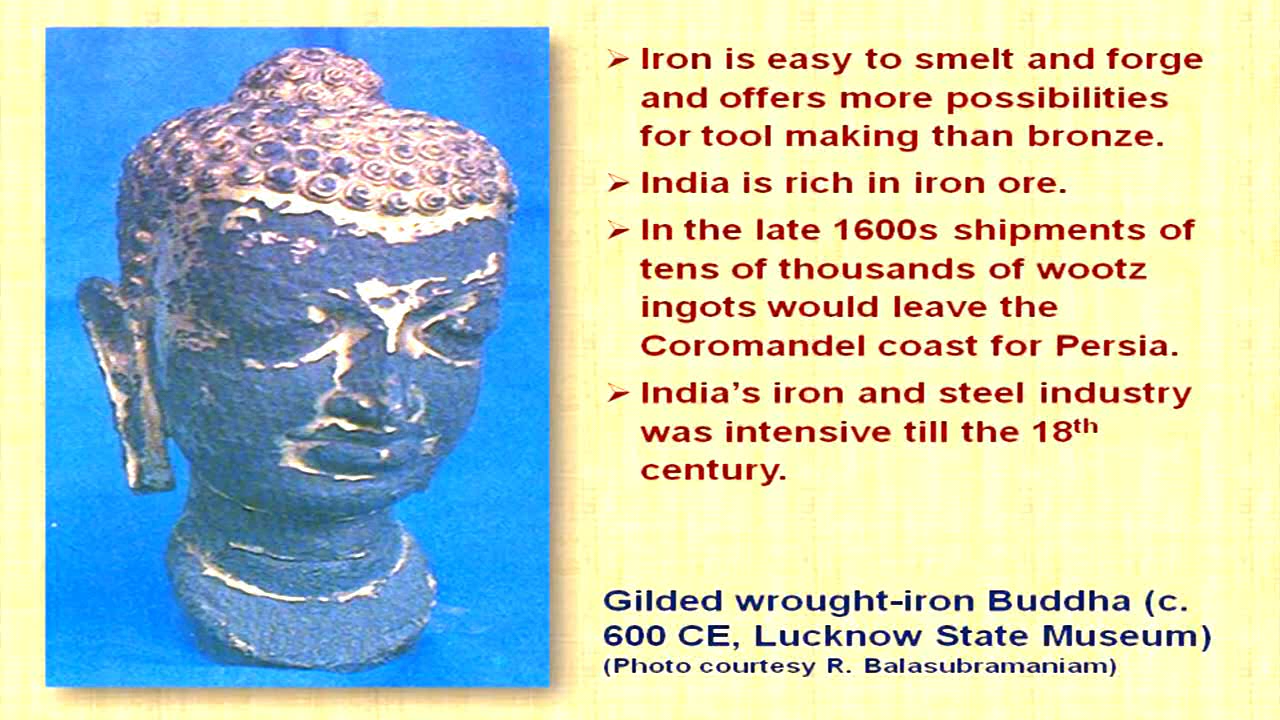 ➢ Iron is easy to smelt and forge
and offers more possibilities
for tool making than bronze.
➢ India is rich in iron ore.
➢ In the late 1600s shipments of
tens of thousands of wootz
ingots would leave the
Coromandel coast for Persia.
➢ India’s iron and steel industry
was intensive till the 18th
century.
Gilded wrought-iron Buddha (c.
600 CE, Lucknow State Museum)
(Photo courtesy R. Balasubramaniam)